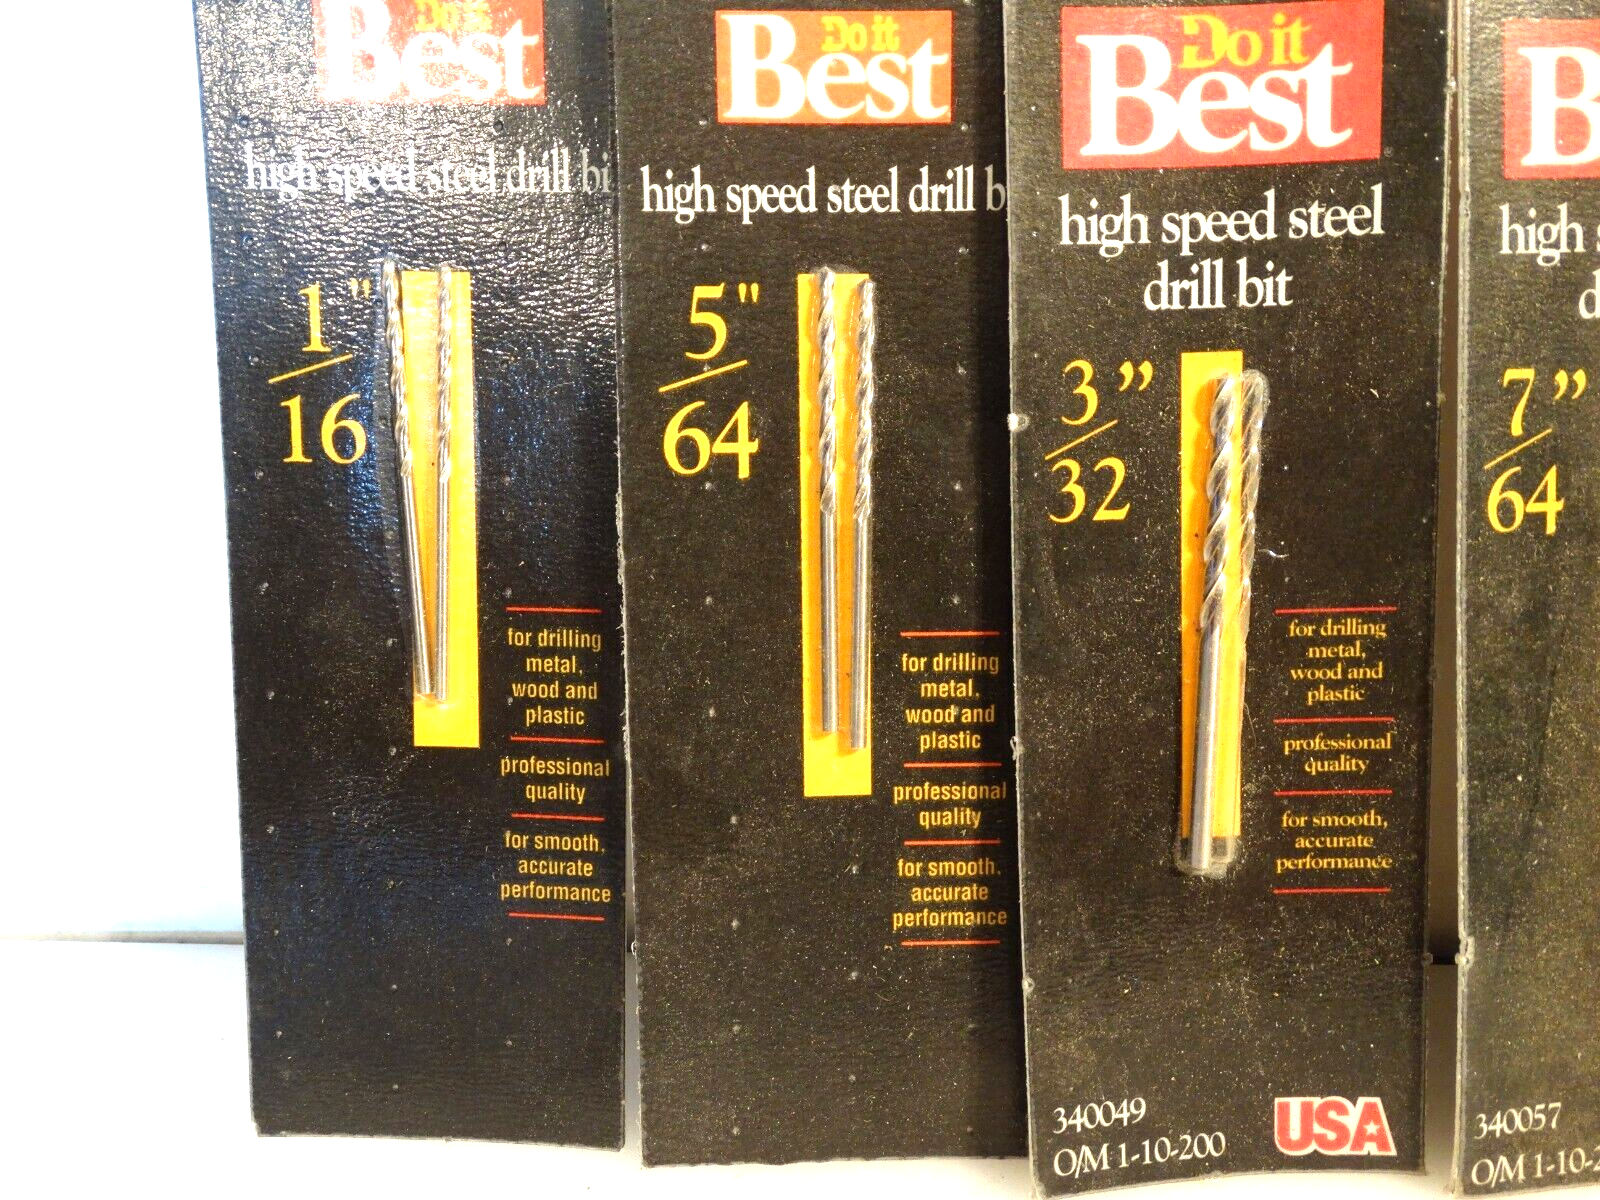 Do it
Best
high speed steel drill bi
1"
16
for drilling
metal,
wood and
plastic
professional
quality
for smooth,
accurate
performance
Do it
Best
high speed steel drill b
5"
64
for drilling
metal,
wood and
plastic
professional
quality
for smooth,
accurate
performance
Do it
Best
high speed steel
drill bit
3”
32
for drilling
metal,
wood and
plastic
professional
quality
for smooth,
accurate
performance
340049
O/M 1-10-200
USA
B
high s
d
7”
64
340057
O/M 1-10-2